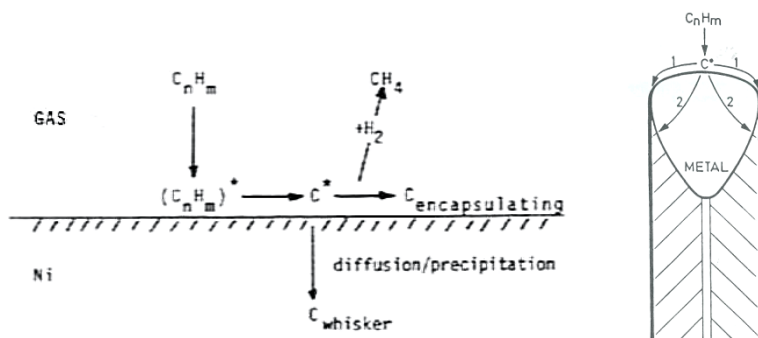 CnHm
CH4
GAS
+H2
(CnHm)* → C* → Cencapsulating
Ni
diffusion/precipitation
Cwhisker
CnHm
1 C* 1
2 2
METAL